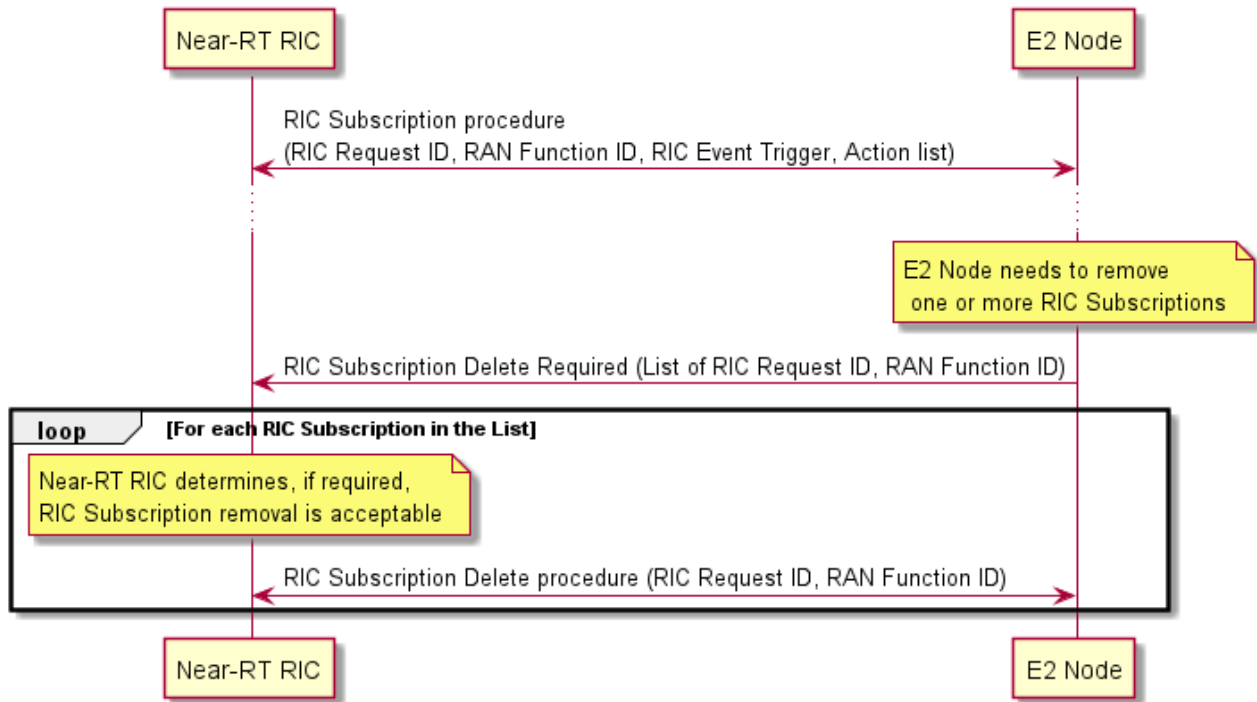 Near-RT RIC
E2 Node
RIC Subscription procedure
(RIC Request ID, RAN Function ID, RIC Event Trigger, Action list)
E2 Node needs to remove
one or more RIC Subscriptions
RIC Subscription Delete Required (List of RIC Request ID, RAN Function ID)
loop
[For each RIC Subscription in the List]
Near-RT RIC determines, if required,
RIC Subscription removal is acceptable
RIC Subscription Delete procedure (RIC Request ID, RAN Function ID)
Near-RT RIC
E2 Node